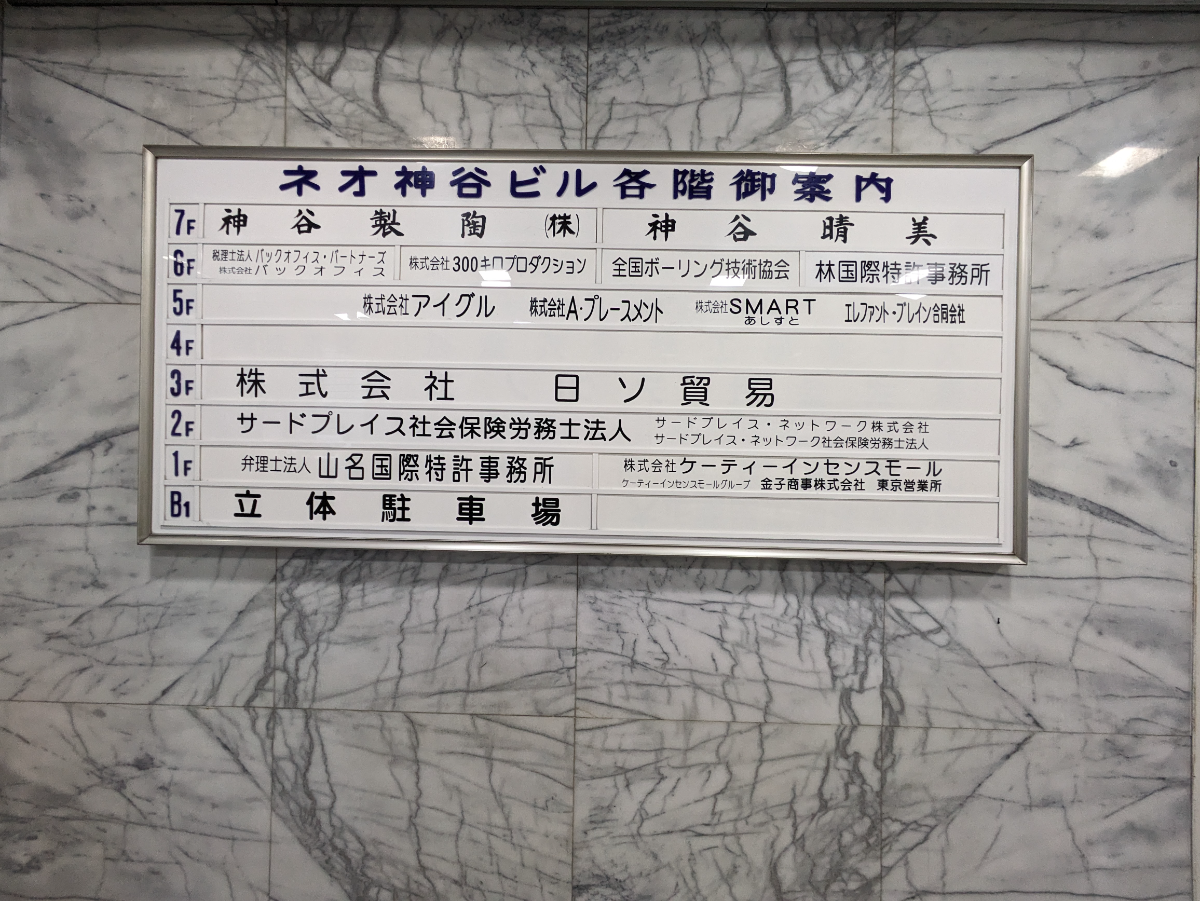 ネオ神谷ビル各階御案内
7F 神谷製陶(株) 神谷晴美
6F 税理士法人バックオフィス・パートナーズ
株式会社バックオフィス 株式会社300キロプロダクション 全国ボーリング技術協会 林国際特許事務所
5F 株式会社アイグル 株式会社A・プレースメント 株式会社SMART
あしすと エレファント・ブレイン合同会社
4F
3F 株式会社 日ソ貿易
2F サードプレイス社会保険労務士法人 サードプレイス・ネットワーク株式会社
サードプレイス・ネットワーク社会保険労務士法人
1F 弁理士法人山名国際特許事務所 株式会社ケーティーインセンスモール
ケーティーインセンスモールグループ 金子商事株式会社 東京営業所
B1 立体駐車場